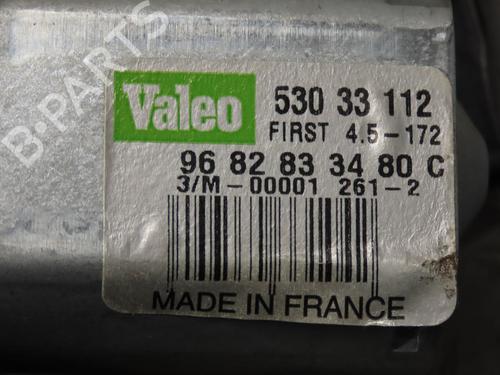 B-PARTS
Valeo 530 33 112
FIRST 4.5-172
96 82 83 34 80 C
3/M-00001 261-2
MADE IN FRANCE